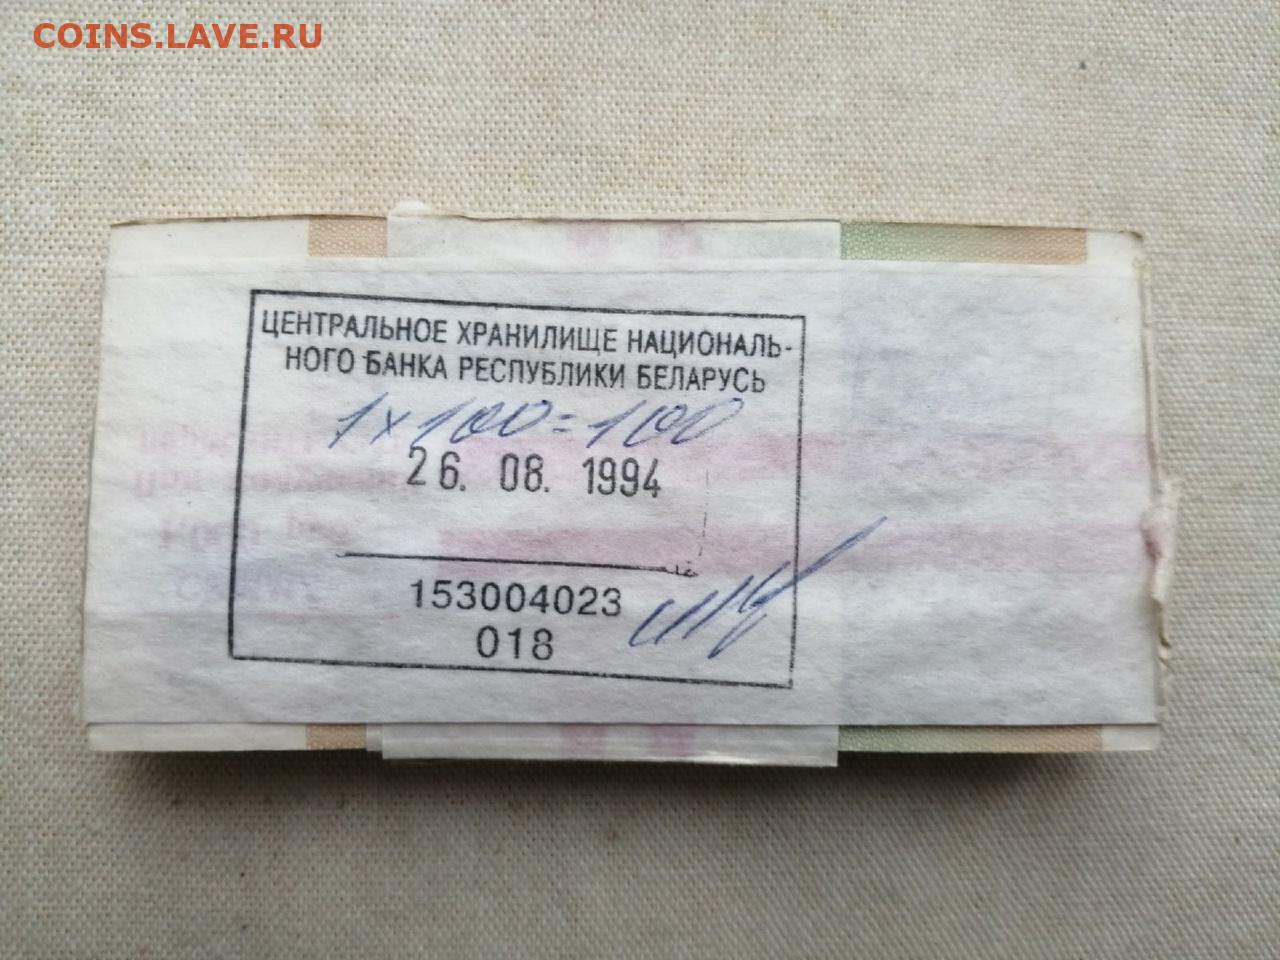 COINS.LAVE.RU
ЦЕНТРАЛЬНОЕ ХРАНИЛИЩЕ НАЦИОНАЛЬ-
НОГО БАНКА РЕСПУБЛИКИ БЕЛАРУСЬ
1 х 100 = 100
26. 08. 1994
153004023
018